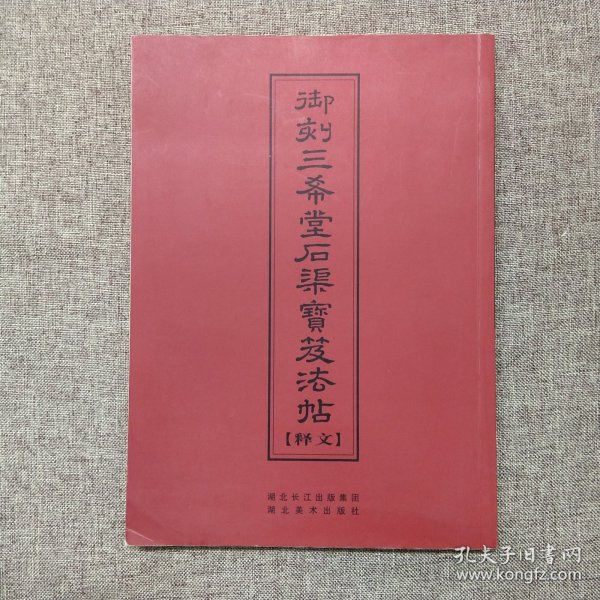 御刻三希堂石渠寶笈法帖
【释文】
湖北长江出版集团
湖北美术出版社
孔夫子旧书网
www.kongfz.com